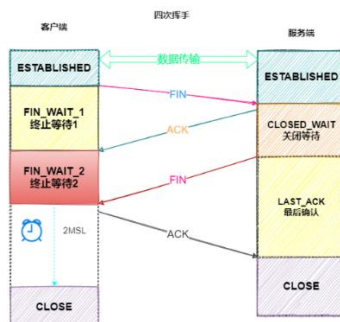 四次挥手
客户端
服务端
ESTABLISHED
数据传输
ESTABLISHED
FIN
FIN_WAIT_1
终止等待1
ACK
CLOSED_WAIT
关闭等待
FIN_WAIT_2
终止等待2
FIN
LAST_ACK
最后确认
2MSL
ACK
CLOSE
CLOSE